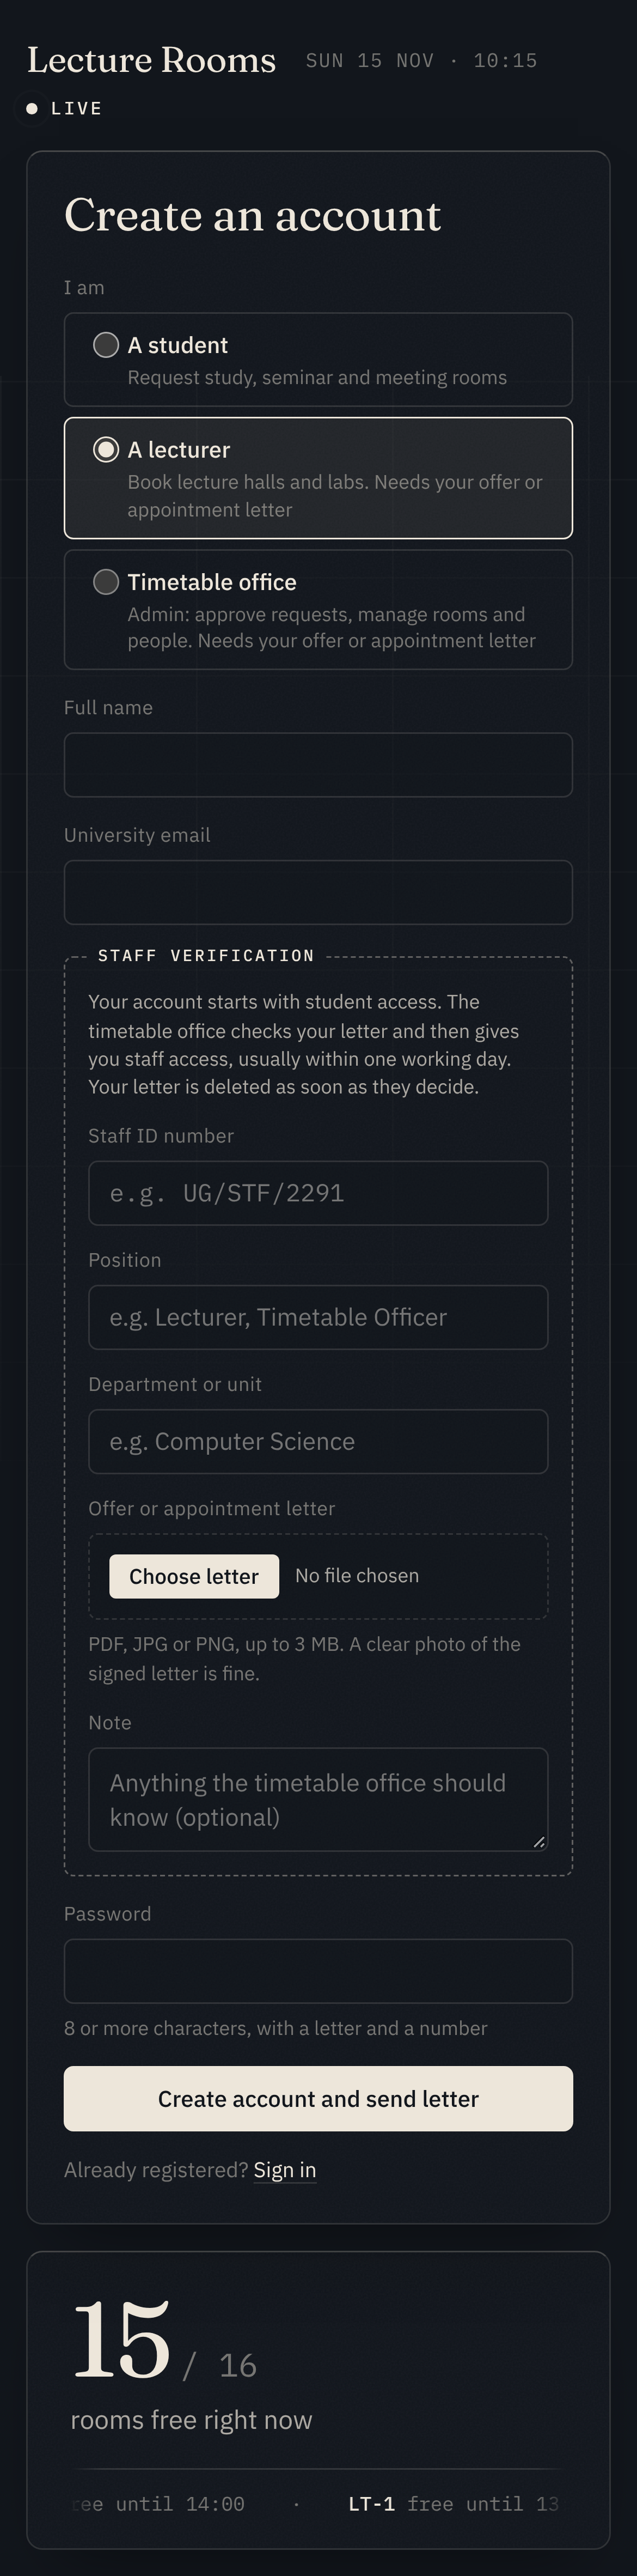 Lecture Rooms SUN 15 NOV · 10:15
LIVE
Create an account
I am
A student
Request study, seminar and meeting rooms
A lecturer
Book lecture halls and labs. Needs your offer or
appointment letter
Timetable office
Admin: approve requests, manage rooms and
people. Needs your offer or appointment letter
Full name
University email
STAFF VERIFICATION
Your account starts with student access. The
timetable office checks your letter and then gives
you staff access, usually within one working day.
Your letter is deleted as soon as they decide.
Staff ID number
e.g. UG/STF/2291
Position
e.g. Lecturer, Timetable Officer
Department or unit
e.g. Computer Science
Offer or appointment letter
Choose letter No file chosen
PDF, JPG or PNG, up to 3 MB. A clear photo of the
signed letter is fine.
Note
Anything the timetable office should
know (optional)
Password
8 or more characters, with a letter and a number
Create account and send letter
Already registered? Sign in
15 / 16
rooms free right now
ree until 14:00 · LT-1 free until 13